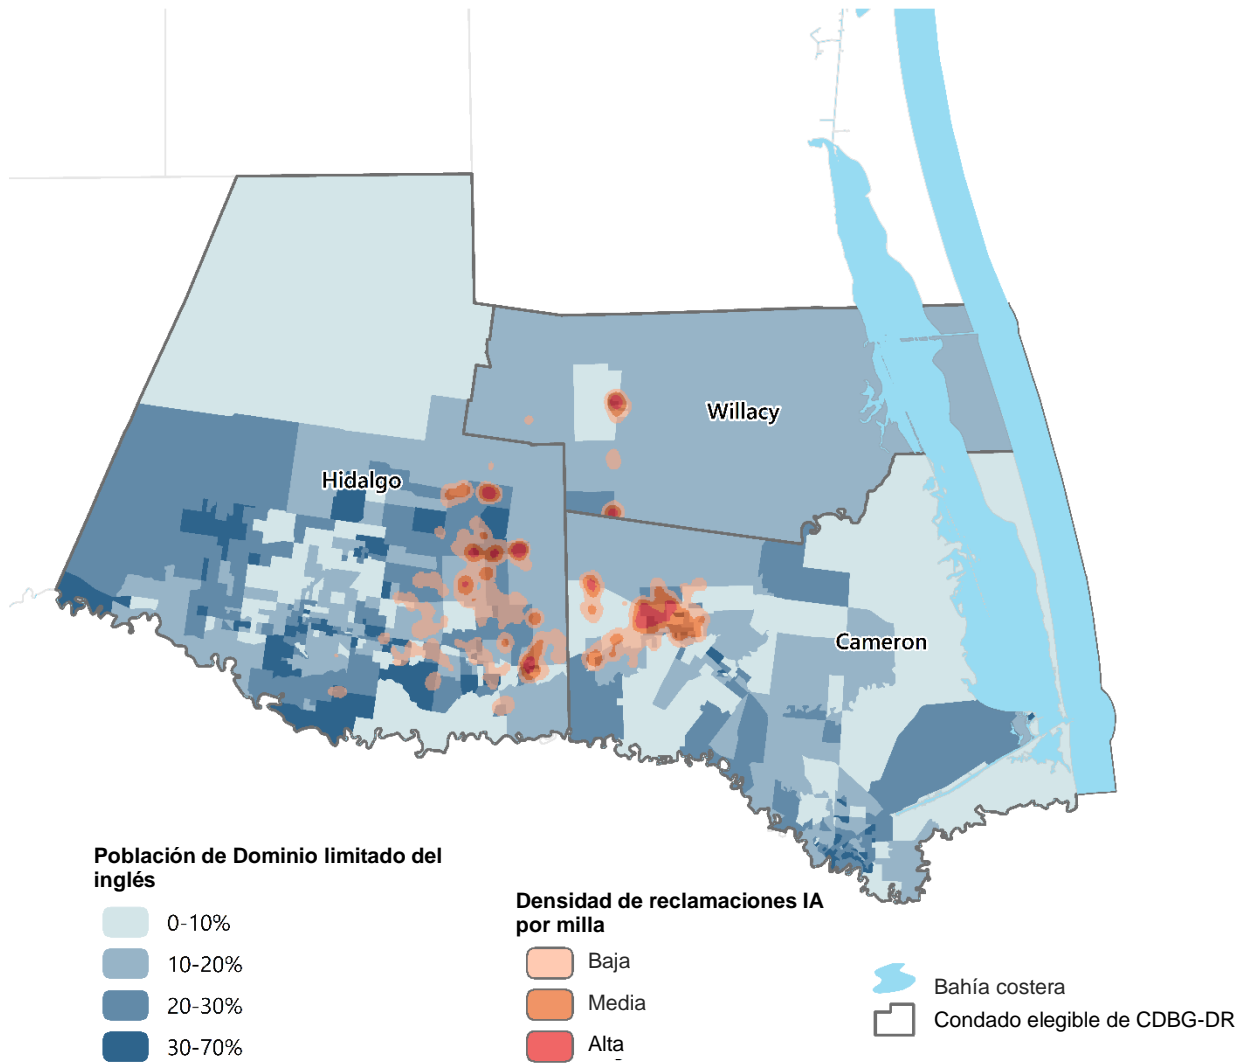 Willacy
Hidalgo
Cameron
Población de Dominio limitado del
inglés
0-10%
10-20%
20-30%
30-70%
Densidad de reclamaciones IA
por milla
Baja
Media
Alta
Bahía costera
Condado elegible de CDBG-DR